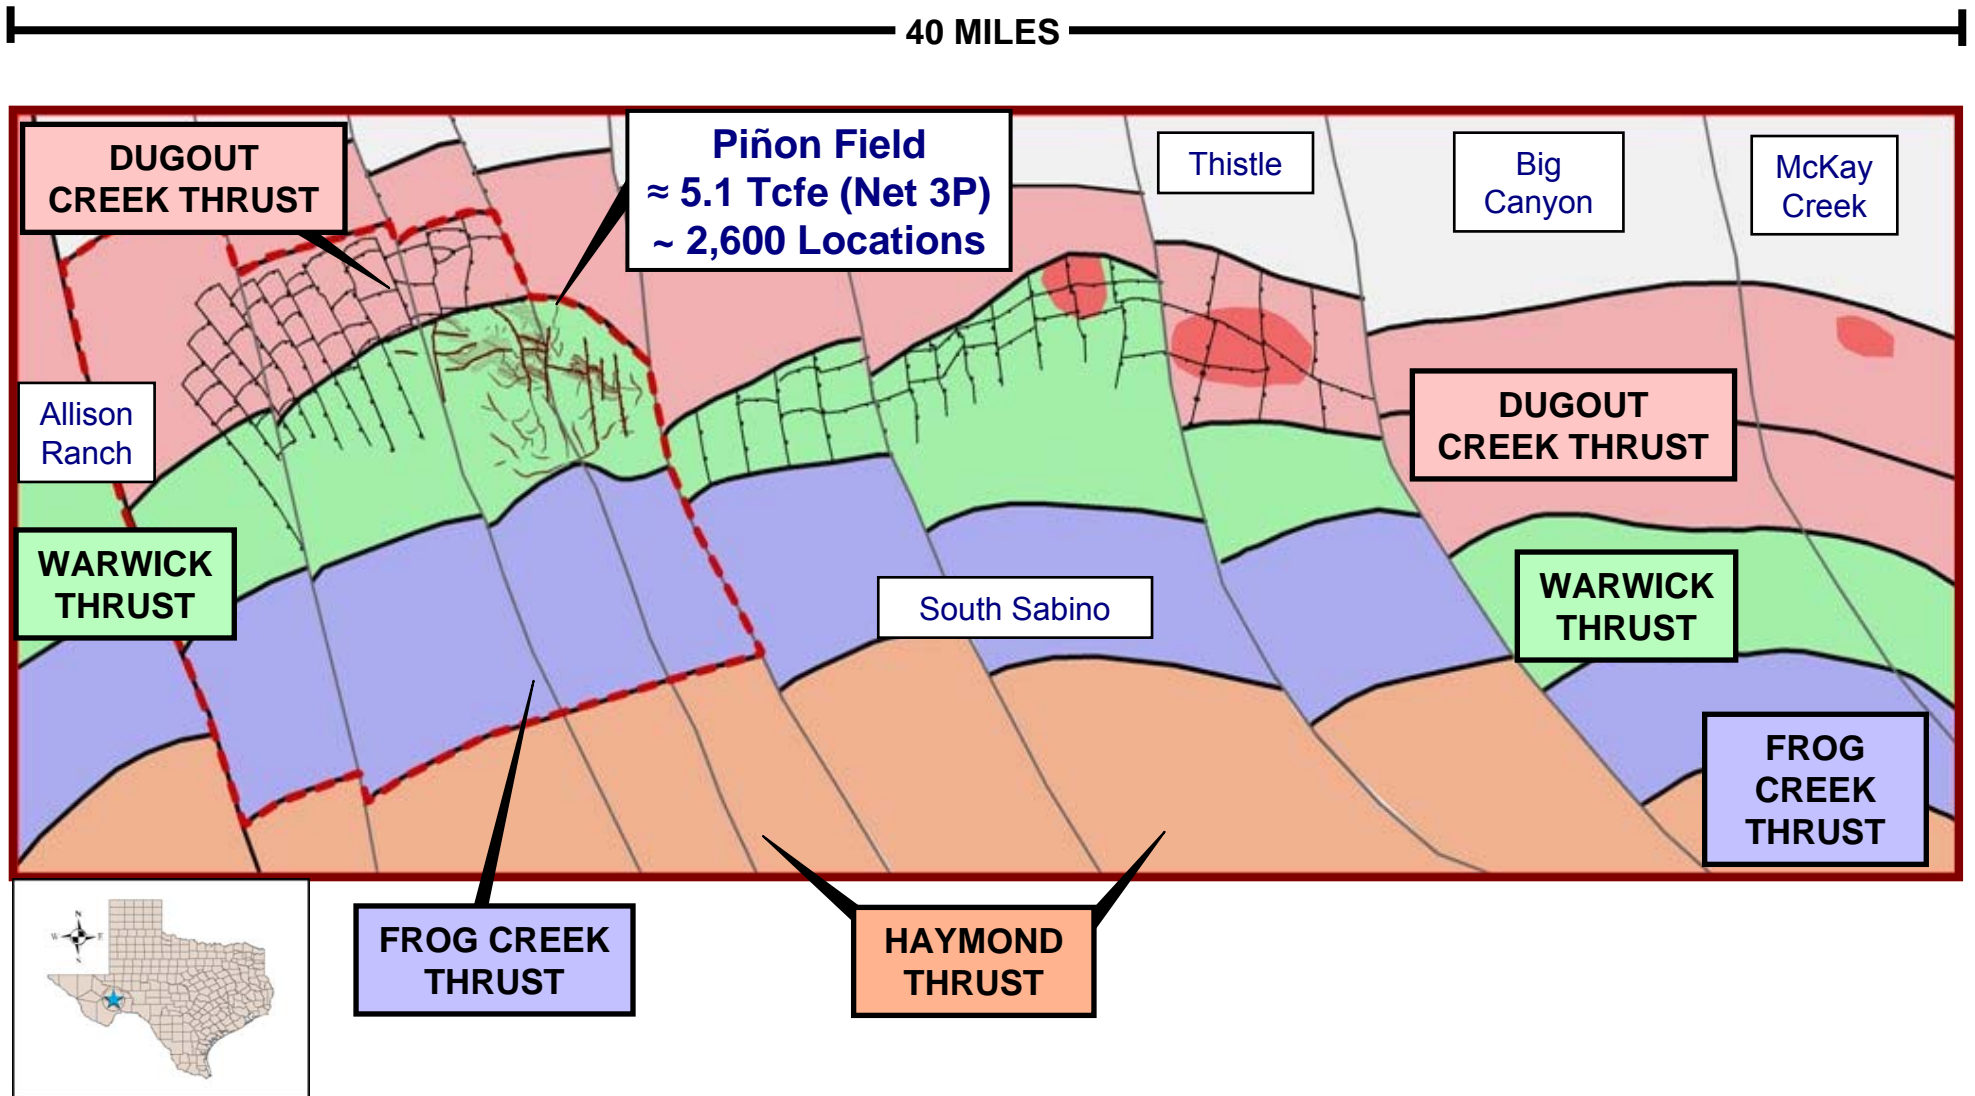 40 MILES
DUGOUT
CREEK THRUST
Piñon Field
≈ 5.1 Tcfe (Net 3P)
~ 2,600 Locations
Thistle
Big
Canyon
McKay
Creek
Allison
Ranch
DUGOUT
CREEK THRUST
WARWICK
THRUST
South Sabino
WARWICK
THRUST
FROG
CREEK
THRUST
FROG CREEK
THRUST
HAYMOND
THRUST
N
W
E